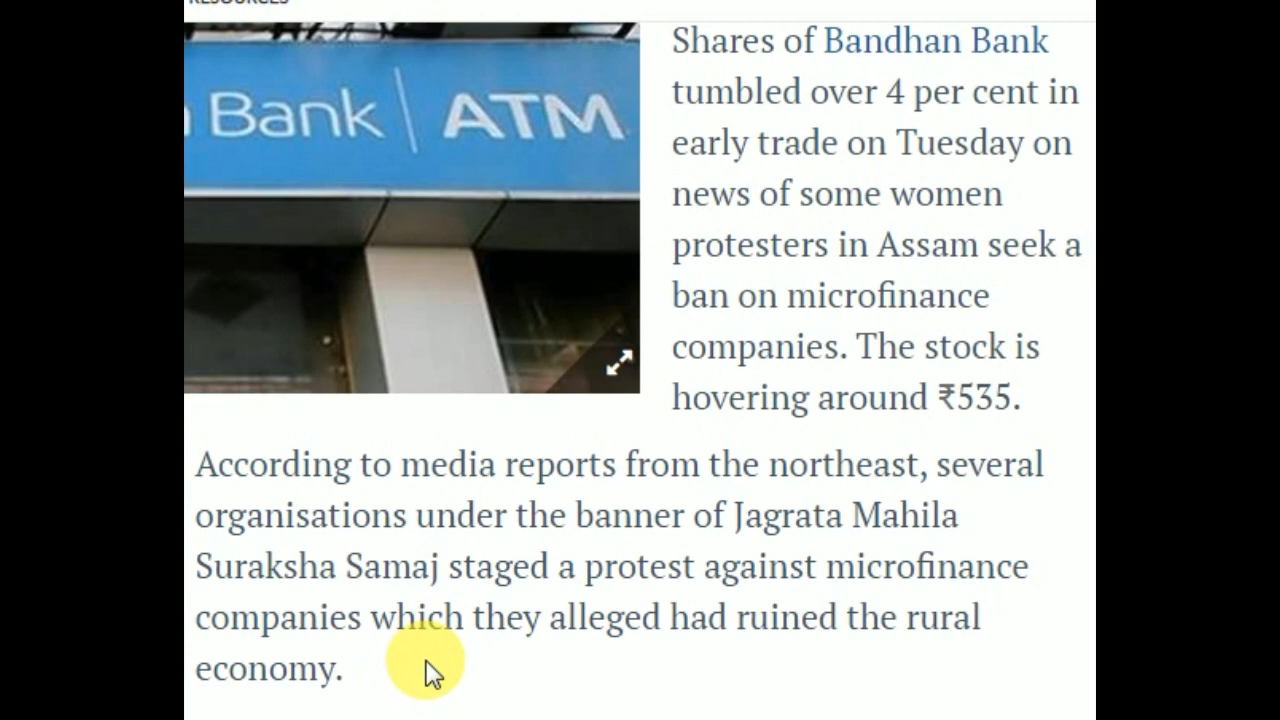 RESOURCES
Bank | ATM
Shares of Bandhan Bank
tumbled over 4 per cent in
early trade on Tuesday on
news of some women
protesters in Assam seek a
ban on microfinance
companies. The stock is
hovering around ₹535.
According to media reports from the northeast, several
organisations under the banner of Jagrata Mahila
Suraksha Samaj staged a protest against microfinance
companies which they alleged had ruined the rural
economy.